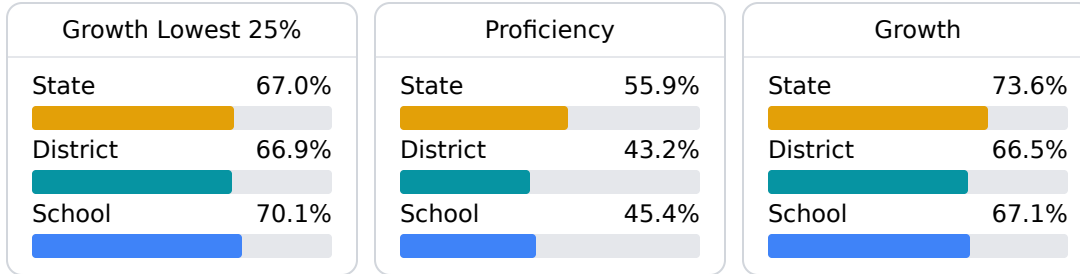 Growth Lowest 25%
State 67.0%
District 66.9%
School 70.1%
Proficiency
State 55.9%
District 43.2%
School 45.4%
Growth
State 73.6%
District 66.5%
School 67.1%